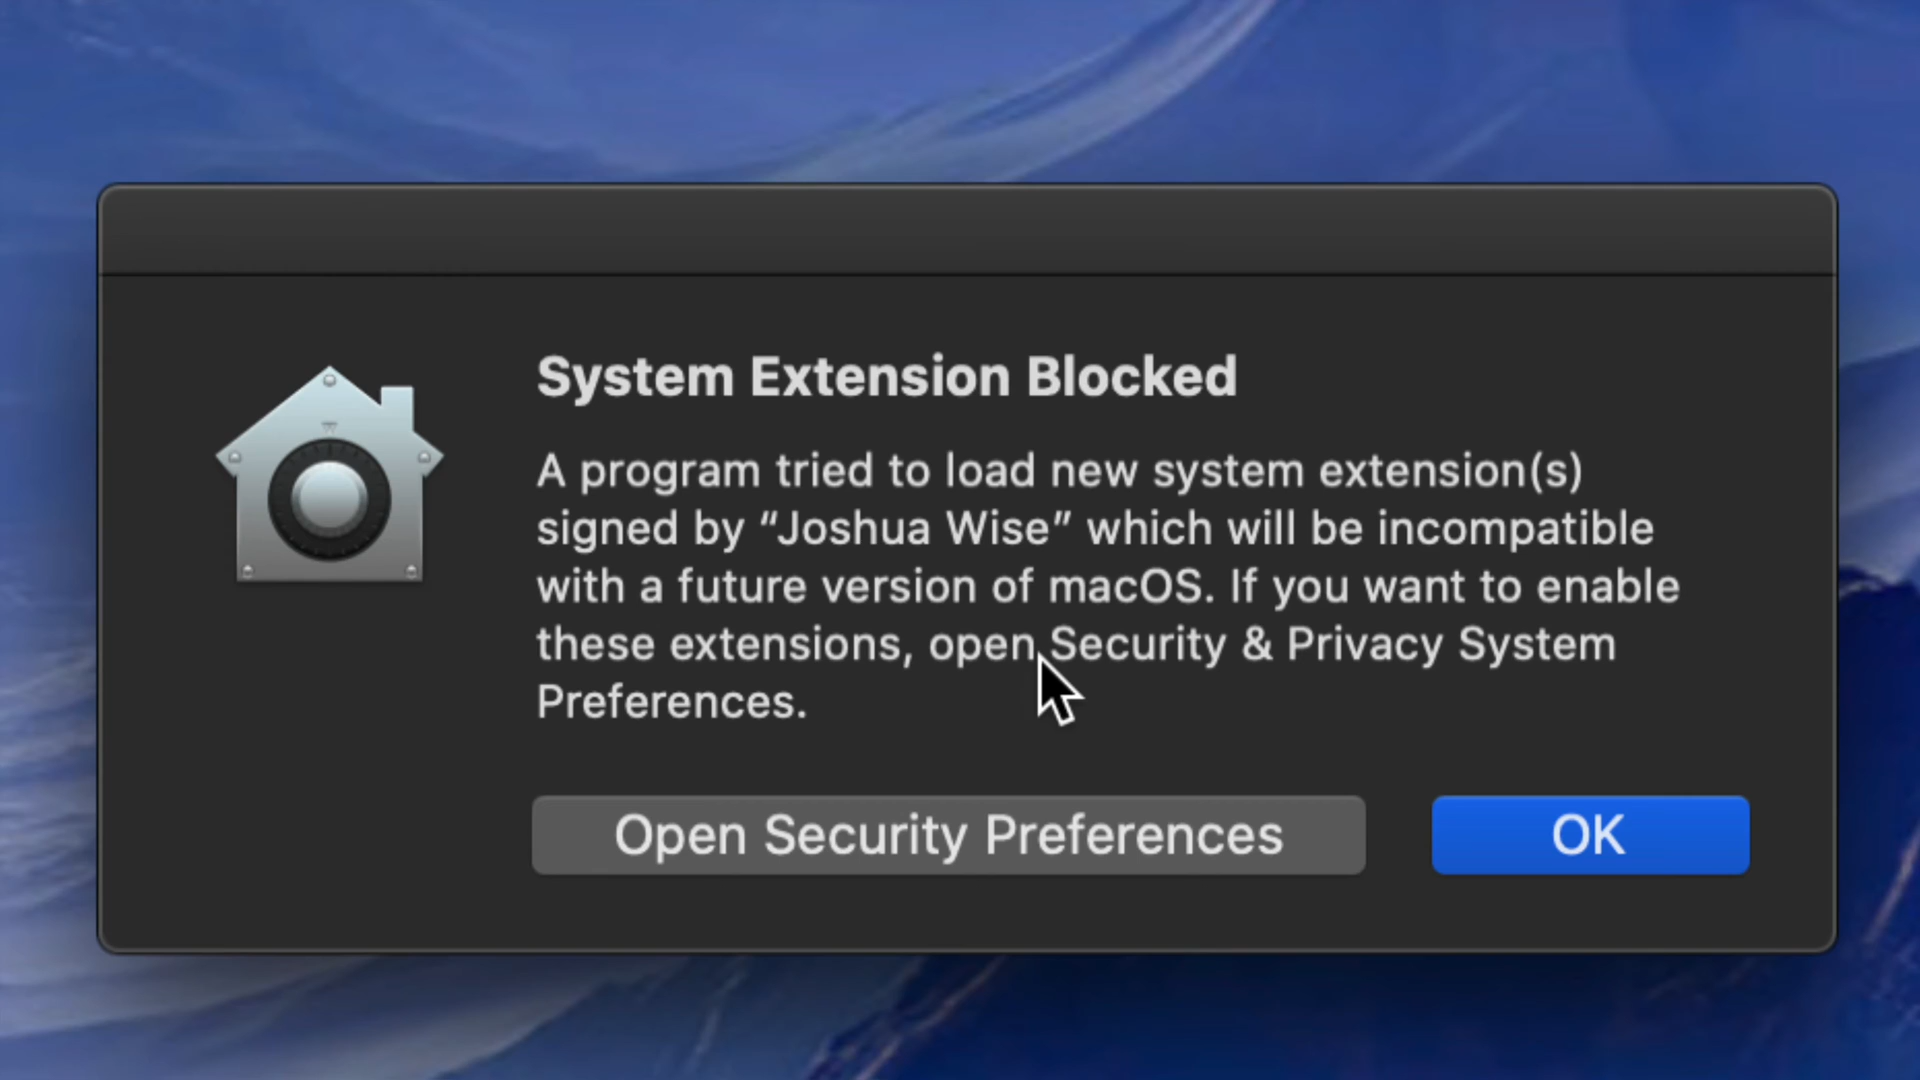 System Extension Blocked
A program tried to load new system extension(s)
signed by “Joshua Wise” which will be incompatible
with a future version of macOS. If you want to enable
these extensions, open Security & Privacy System
Preferences.
Open Security Preferences
OK